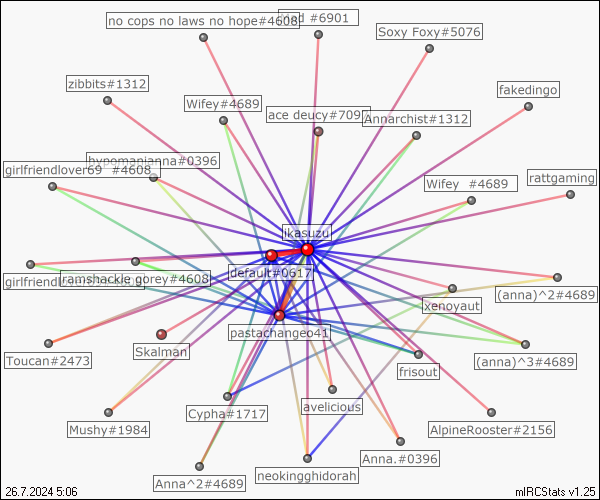 no cops no laws no hope#4608
#6901
Soxy Foxy#5076
zibbits#1312
fakedingo
Wifey#4689
ace deucy#7097
Annarchist#1312
hypomanianna#0396
girlfriendlover69 #4608
Wifey #4689
rattgaming
ikasuzu
default#0617
ramshackle gorey#4608
(anna)^2#4689
xenoyaut
pastachangeo41
Skalman
Toucan#2473
(anna)^3#4689
frisout
Cypha#1717
avelicious
Mushy#1984
AlpineRooster#2156
Anna.#0396
neokingghidorah
Anna^2#4689
26.7.2024 5:06
mIRCStats v1.25